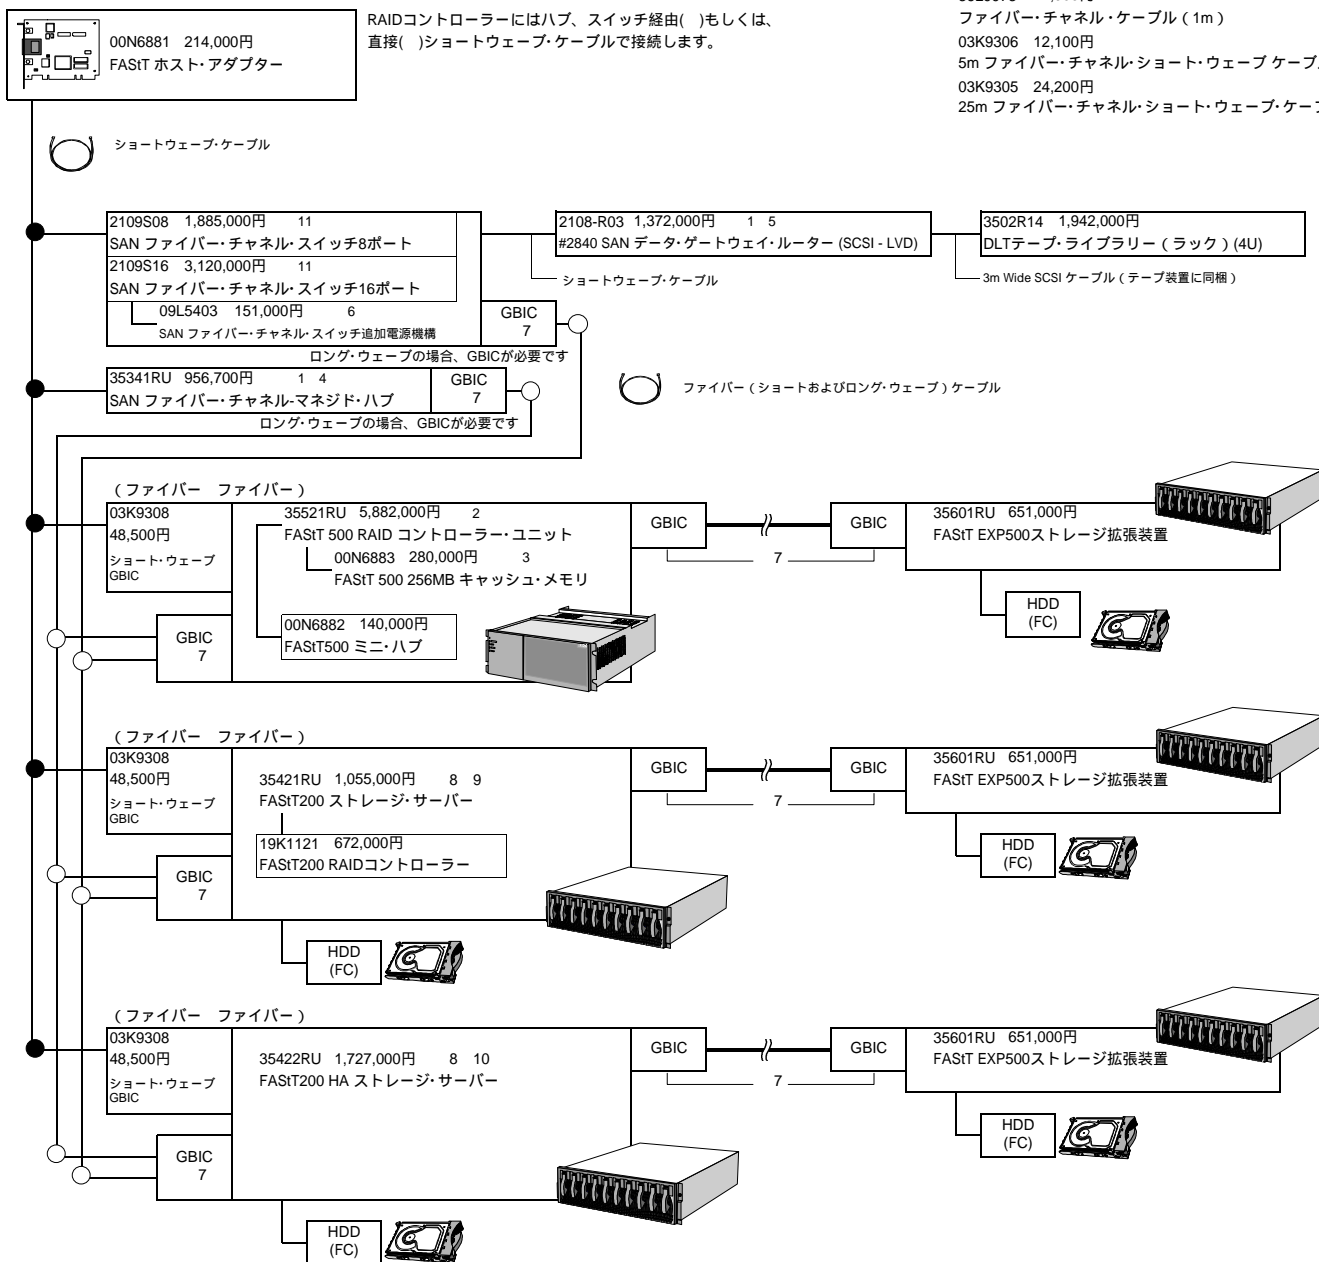 00N6881 214,000円
FAStT ホスト・アダプター
RAIDコントローラーにはハブ、スイッチ経由( )もしくは、
直接( )ショートウェーブ・ケーブルで接続します。
ファイバー・チャネル・ケーブル(1m)
03K9306 12,100円
5m ファイバー・チャネル・ショート・ウェーブ ケーブル
03K9305 24,200円
25m ファイバー・チャネル・ショート・ウェーブ・ケー
ショートウェーブ・ケーブル
2109S08 1,885,000円 11
SAN ファイバー・チャネル・スイッチ8ポート
2109S16 3,120,000円 11
SAN ファイバー・チャネル・スイッチ16ポート
09L5403 151,000円 6
SAN ファイバー・チャネル・スイッチ追加電源機構
GBIC
7
ロング・ウェーブの場合、GBICが必要です
2108-R03 1,372,000円 1 5
#2840 SAN データ・ゲートウェイ・ルーター (SCSI - LVD)
ショートウェーブ・ケーブル
3502R14 1,942,000円
DLTテープ・ライブラリー(ラック)(4U)
3m Wide SCSI ケーブル(テープ装置に同梱)
35341RU 956,700円 1 4
SAN ファイバー・チャネル-マネジド・ハブ
GBIC
7
ロング・ウェーブの場合、GBICが必要です
ファイバー(ショートおよびロング・ウェーブ)ケーブル
(ファイバー ファイバー)
03K9308
48,500円
ショート・ウェーブ
GBIC
GBIC
7
35521RU 5,882,000円 2
FAStT 500 RAID コントローラー・ユニット
00N6883 280,000円 3
FAStT 500 256MB キャッシュ・メモリ
00N6882 140,000円
FAStT500 ミニ・ハブ
GBIC
7
GBIC
35601RU 651,000円
FAStT EXP500ストレージ拡張装置
HDD
(FC)
(ファイバー ファイバー)
03K9308
48,500円
ショート・ウェーブ
GBIC
GBIC
7
35421RU 1,055,000円 8 9
FAStT200 ストレージ・サーバー
19K1121 672,000円
FAStT200 RAIDコントローラー
HDD
(FC)
GBIC
7
GBIC
35601RU 651,000円
FAStT EXP500ストレージ拡張装置
HDD
(FC)
(ファイバー ファイバー)
03K9308
48,500円
ショート・ウェーブ
GBIC
GBIC
7
35422RU 1,727,000円 8 10
FAStT200 HA ストレージ・サーバー
HDD
(FC)
GBIC
7
GBIC
35601RU 651,000円
FAStT EXP500ストレージ拡張装置
HDD
(FC)